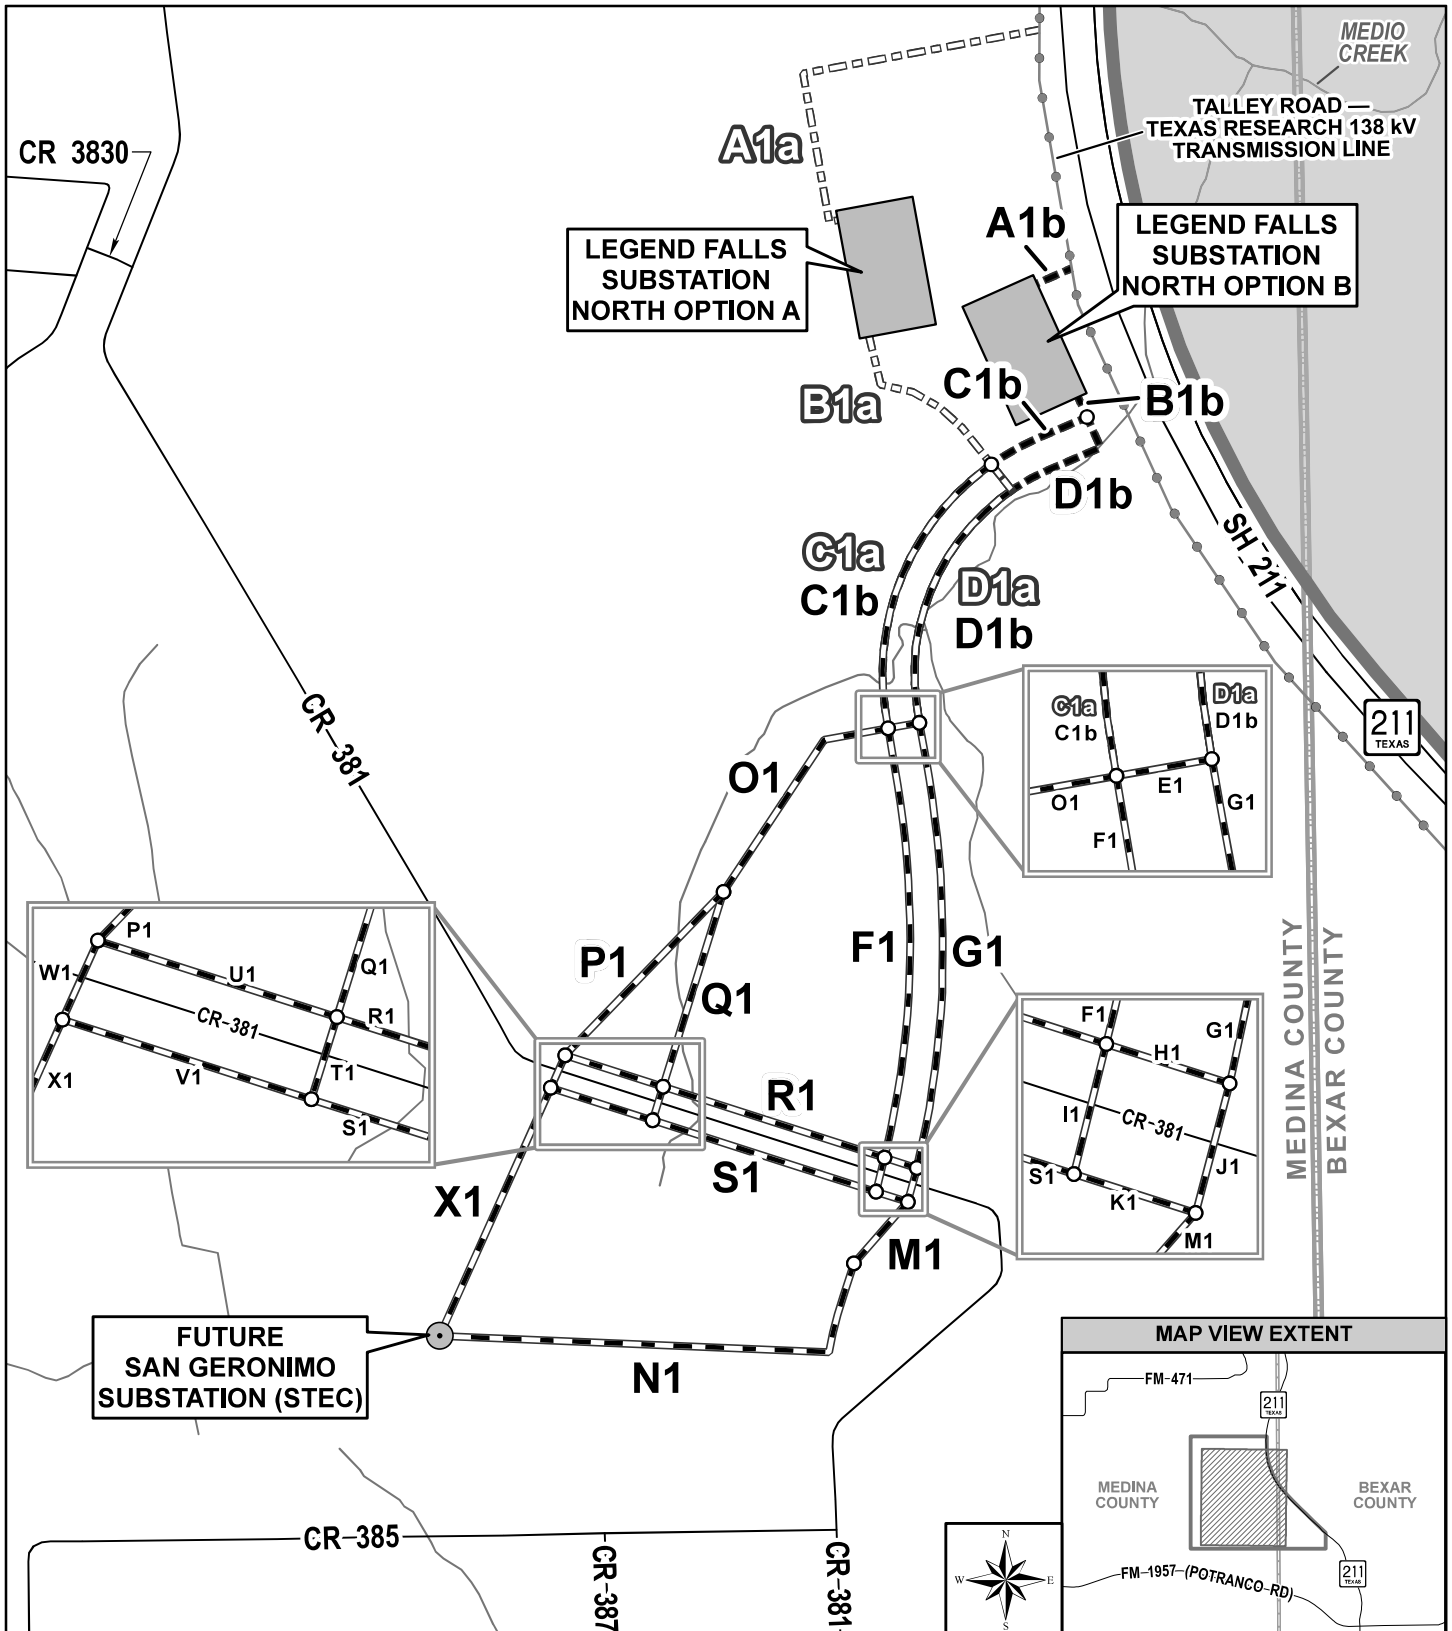 MEDIO
CREEK
TALLEY ROAD —
TEXAS RESEARCH 138 kV
TRANSMISSION LINE
A1a
CR 3830
LEGEND FALLS
SUBSTATION
NORTH OPTION A
A1b
LEGEND FALLS
SUBSTATION
NORTH OPTION B
C1b
B1b
B1a
D1b
SH 211
C1a
C1b
D1a
D1b
CR-381
C1a
C1b
D1a
D1b
O1
E1
G1
F1
211
TEXAS
O1
P1
F1
G1
Q1
MEDINA COUNTY
BEXAR COUNTY
P1
W1
U1
Q1
CR-381
R1
X1
V1
T1
S1
F1
G1
H1
I1
CR-381
J1
S1
K1
M1
R1
S1
X1
M1
FUTURE
SAN GERONIMO
SUBSTATION (STEC)
N1
MAP VIEW EXTENT
FM-471
211
TEXAS
MEDINA
COUNTY
BEXAR
COUNTY
FM-1957-(POTRANCO-RD)
211
TEXAS
CR-385
CR-387
CR-381
N
W
E
S